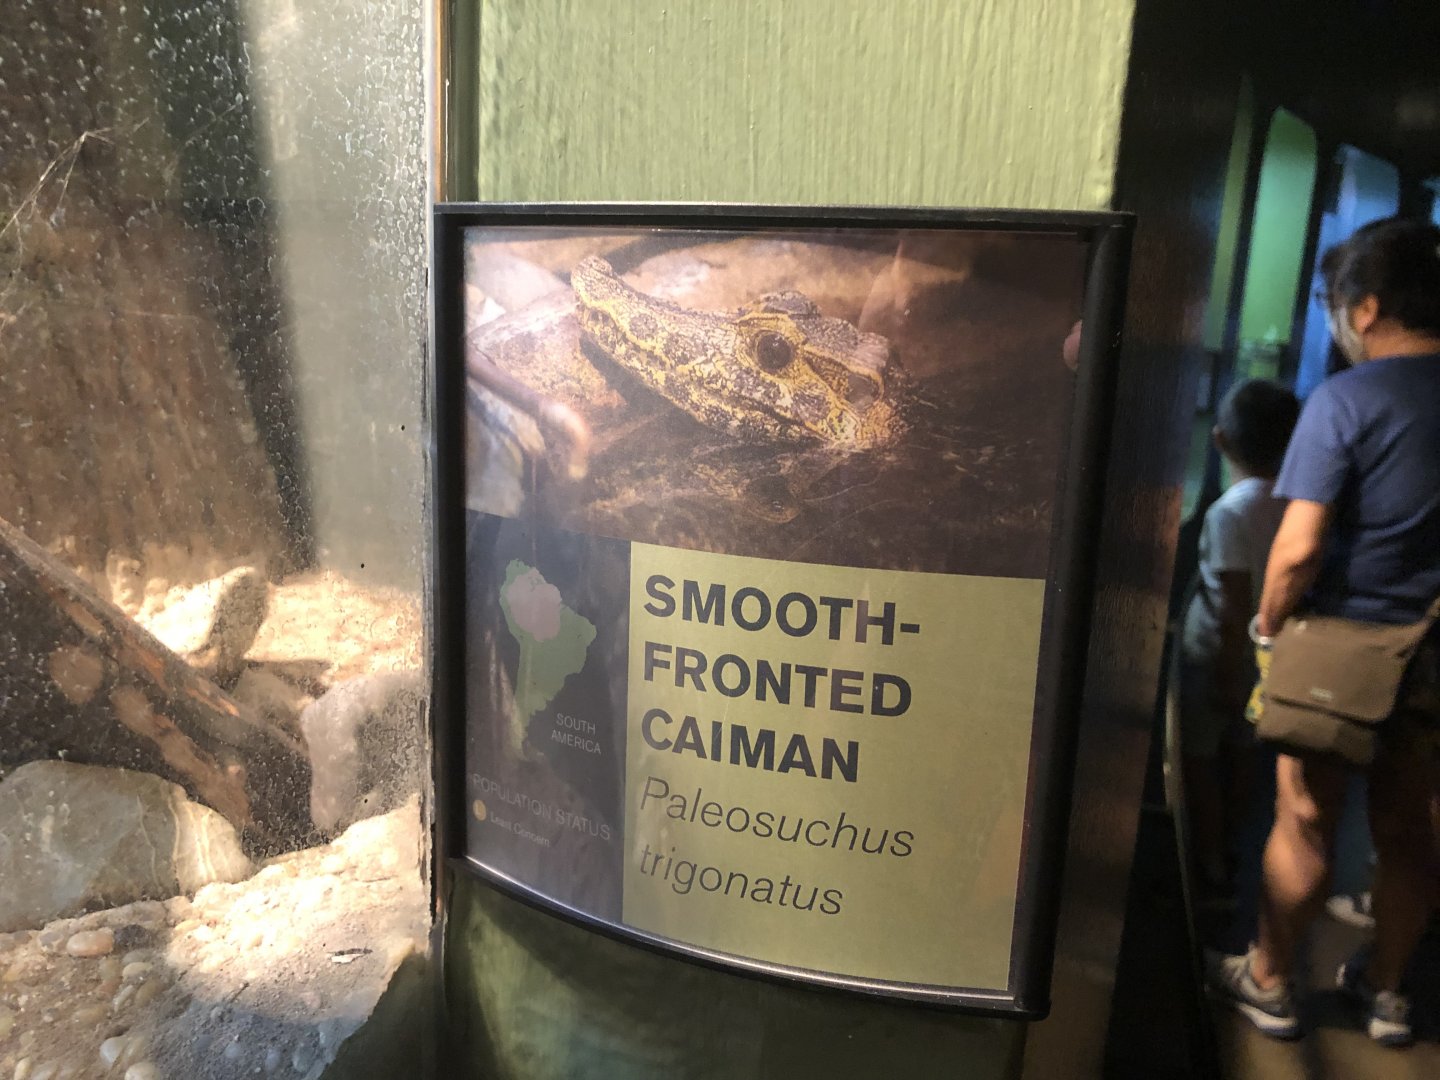 SMOOTH-
FRONTED
CAIMAN
Paleosuchus
trigonatus
SOUTH
AMERICA
POPULATION STATUS
Least Concern